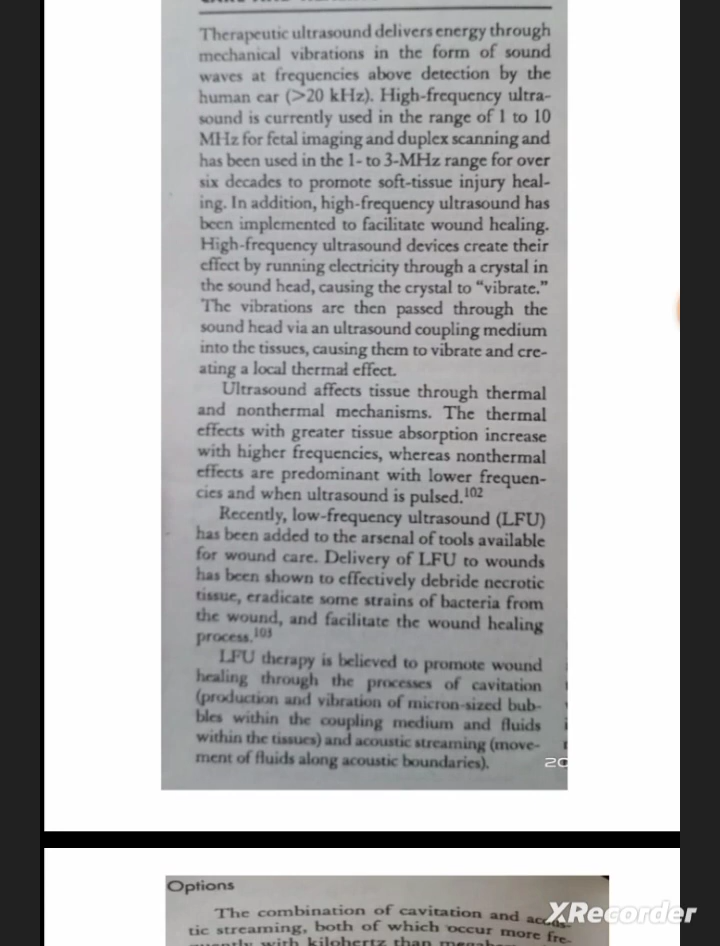 Therapeutic ultrasound delivers energy through
mechanical vibrations in the form of sound
waves at frequencies above detection by the
human ear (>20 kHz). High-frequency ultra-
sound is currently used in the range of 1 to 10
MHz for fetal imaging and duplex scanning and
has been used in the 1- to 3-MHz range for over
six decades to promote soft-tissue injury heal-
ing. In addition, high-frequency ultrasound has
been implemented to facilitate wound healing.
High-frequency ultrasound devices create their
effect by running electricity through a crystal in
the sound head, causing the crystal to “vibrate.”
The vibrations are then passed through the
sound head via an ultrasound coupling medium
into the tissues, causing them to vibrate and cre-
ating a local thermal effect.
Ultrasound affects tissue through thermal
and nonthermal mechanisms. The thermal
effects with greater tissue absorption increase
with higher frequencies, whereas nonthermal
effects are predominant with lower frequen-
cies and when ultrasound is pulsed.102
Recently, low-frequency ultrasound (LFU)
has been added to the arsenal of tools available
for wound care. Delivery of LFU to wounds
has been shown to effectively debride necrotic
tissue, eradicate some strains of bacteria from
the wound, and facilitate the wound healing
process.103
LFU therapy is believed to promote wound
healing through the processes of cavitation
(production and vibration of micron-sized bub-
bles within the coupling medium and fluids
within the tissues) and acoustic streaming (move-
ment of fluids along acoustic boundaries).
20
Options
The combination of cavitation and acous-
XRecorder
tic streaming, both of which occur more fre-
quently with kilohertz than